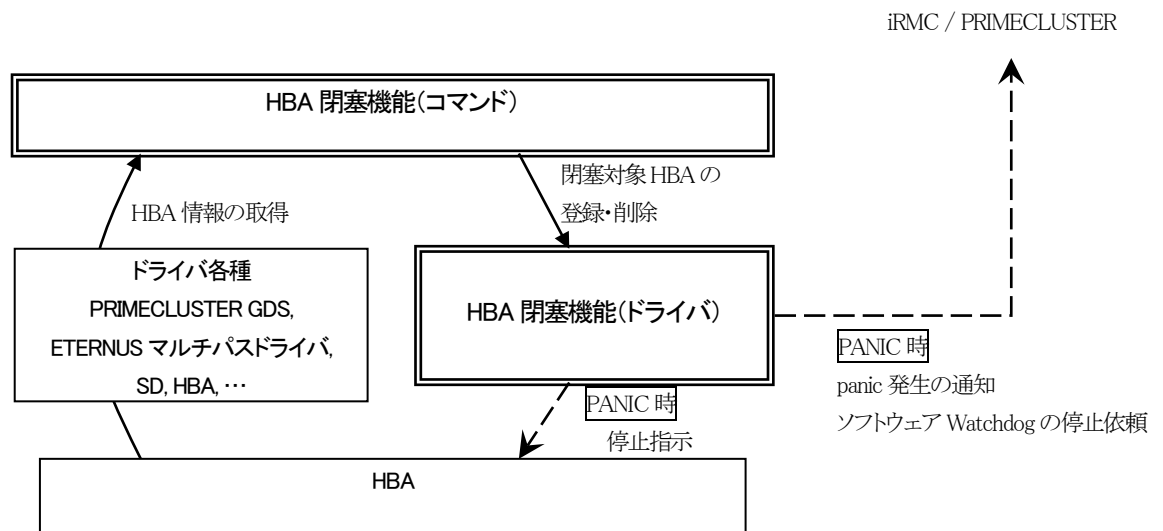 iRMC / PRIMECLUSTER
HBA 閉塞機能(コマンド)
閉塞対象 HBA の
登録・削除
HBA 情報の取得
ドライバ各種
PRIMECLUSTER GDS,
ETERNUS マルチパスドライバ,
SD, HBA, …
HBA 閉塞機能(ドライバ)
PANIC 時
panic 発生の通知
ソフトウェア Watchdog の停止依頼
PANIC 時
停止指示
HBA